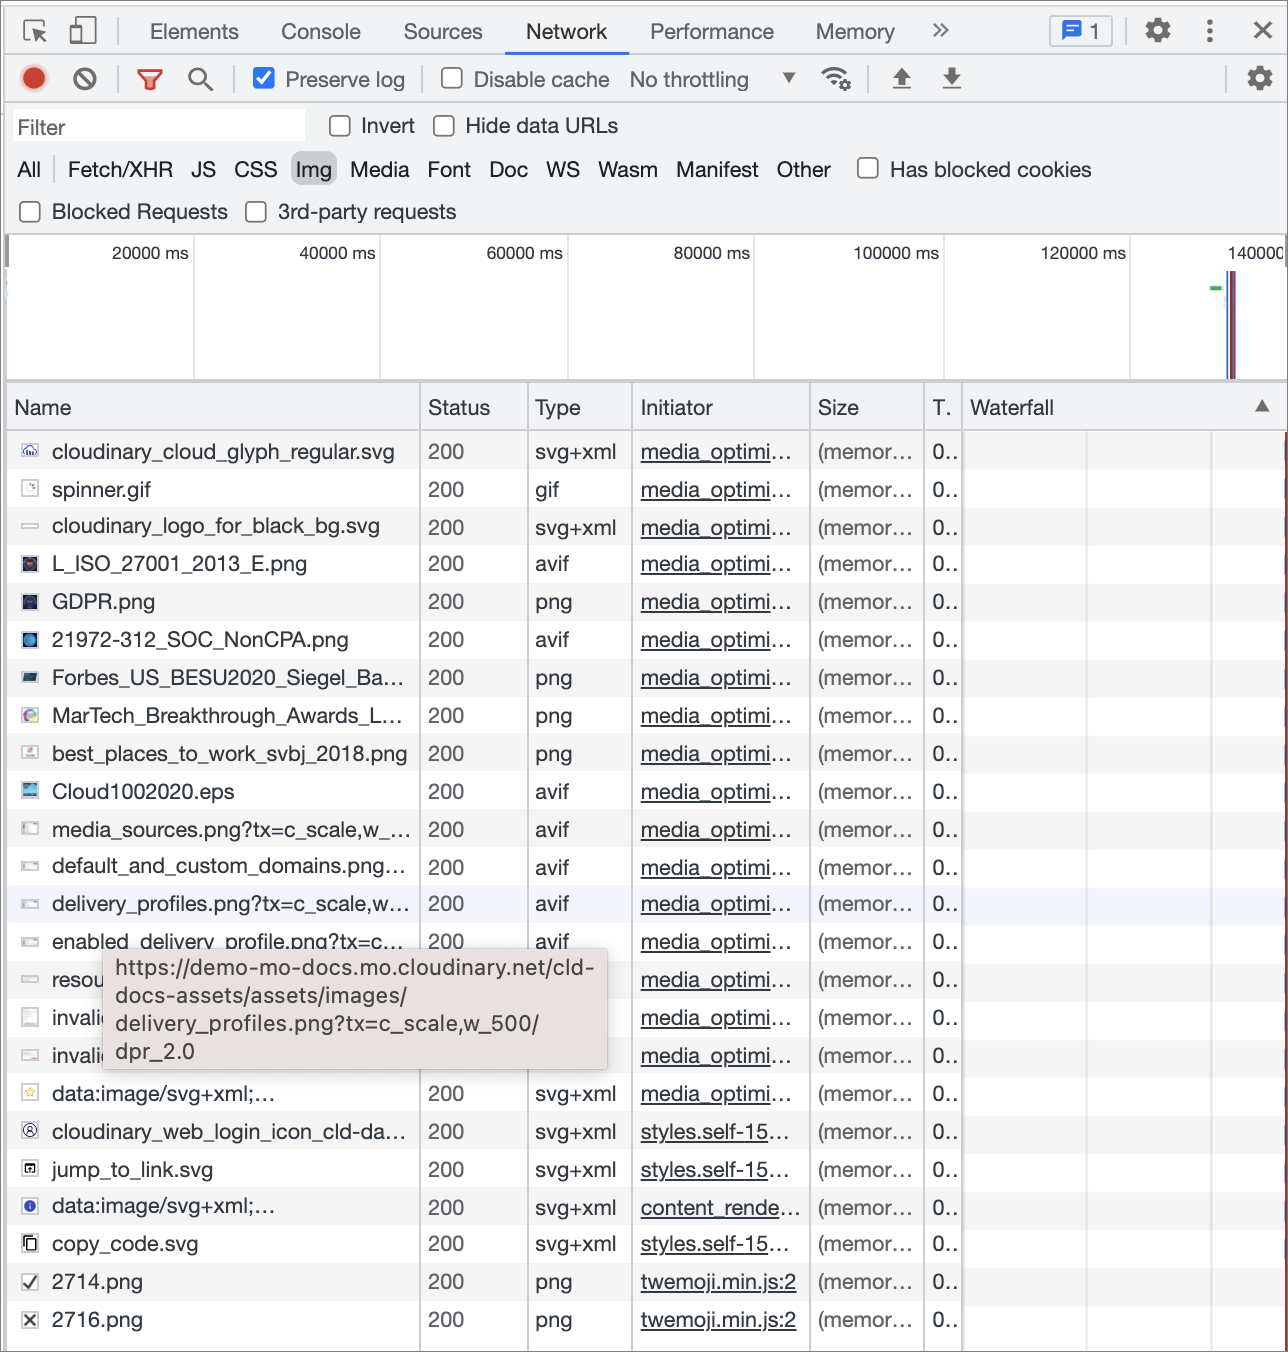 Elements Console Sources Network Performance Memory » 1
Preserve log Disable cache No throttling
Filter Invert Hide data URLs
All Fetch/XHR JS CSS Img Media Font Doc WS Wasm Manifest Other Has blocked cookies
Blocked Requests 3rd-party requests
20000 ms 40000 ms 60000 ms 80000 ms 100000 ms 120000 ms 140000
Name Status Type Initiator Size T. Waterfall
cloudinary_cloud_glyph_regular.svg 200 svg+xml media_optimi... (memor... 0..
spinner.gif 200 gif media_optimi... (memor... 0..
cloudinary_logo_for_black_bg.svg 200 svg+xml media_optimi... (memor... 0..
L_ISO_27001_2013_E.png 200 avif media_optimi... (memor... 0..
GDPR.png 200 png media_optimi... (memor... 0..
21972-312_SOC_NonCPA.png 200 avif media_optimi... (memor... 0..
Forbes_US_BESU2020_Siegel_Ba... 200 png media_optimi... (memor... 0..
MarTech_Breakthrough_Awards_L... 200 png media_optimi... (memor... 0..
best_places_to_work_svbj_2018.png 200 png media_optimi... (memor... 0..
Cloud1002020.eps 200 avif media_optimi... (memor... 0..
media_sources.png?tx=c_scale,w_... 200 avif media_optimi... (memor... 0..
default_and_custom_domains.png... 200 avif media_optimi... (memor... 0..
delivery_profiles.png?tx=c_scale,w... 200 avif media_optimi... (memor... 0..
enabled_delivery_profile.png?tx=c... 200 avif media_optimi... (memor... 0..
resou media_optimi... (memor... 0..
invali media_optimi... (memor... 0..
invali media_optimi... (memor... 0..
https://demo-mo-docs.mo.cloudinary.net/cld-
docs-assets/assets/images/
delivery_profiles.png?tx=c_scale,w_500/
dpr_2.0
data:image/svg+xml;... 200 svg+xml media_optimi... (memor... 0..
cloudinary_web_login_icon_cld-da... 200 svg+xml styles.self-15... (memor... 0..
jump_to_link.svg 200 svg+xml styles.self-15... (memor... 0..
data:image/svg+xml;... 200 svg+xml content_rende... (memor... 0..
copy_code.svg 200 svg+xml styles.self-15... (memor... 0..
2714.png 200 png twemoji.min.js:2 (memor... 0..
2716.png 200 png twemoji.min.js:2 (memor... 0..